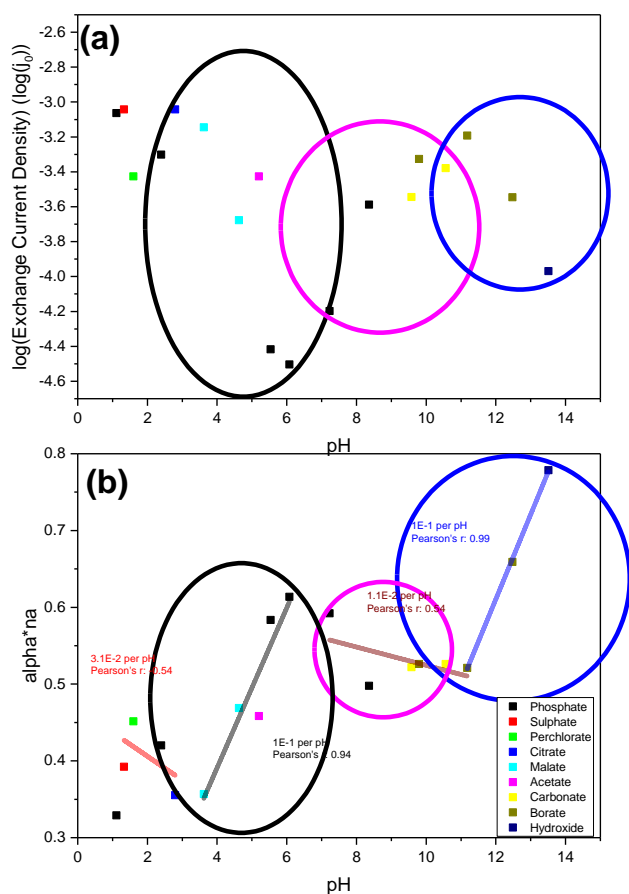 (a)
log(Exchange Current Density) (log(j0))
-2.6
-2.8
-3.0
-3.2
-3.4
-3.6
-3.8
-4.0
-4.2
-4.4
-4.6
0 2 4 6 8 10 12 14
pH
(b)
alpha*na
0.8
0.7
0.6
0.5
0.4
0.3
1E-1 per pH
Pearson's r: 0.99
1.1E-2 per pH
Pearson's r: 0.54
3.1E-2 per pH
Pearson's r: 0.54
1E-1 per pH
Pearson's r: 0.94
Phosphate
Sulphate
Perchlorate
Citrate
Malate
Acetate
Carbonate
Borate
Hydroxide
0 2 4 6 8 10 12 14
pH